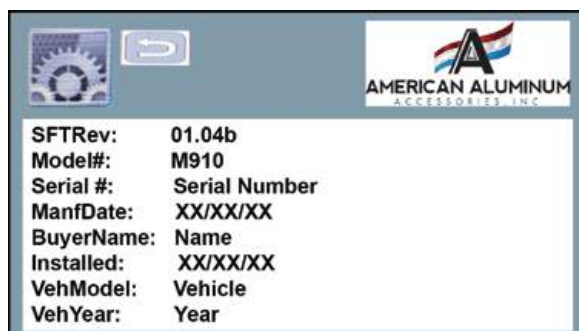 AMERICAN ALUMINUM
ACCESSORIES, INC
SFTRev: 01.04b
Model#: M910
Serial #: Serial Number
ManfDate: XX/XX/XX
BuyerName: Name
Installed: XX/XX/XX
VehModel: Vehicle
VehYear: Year